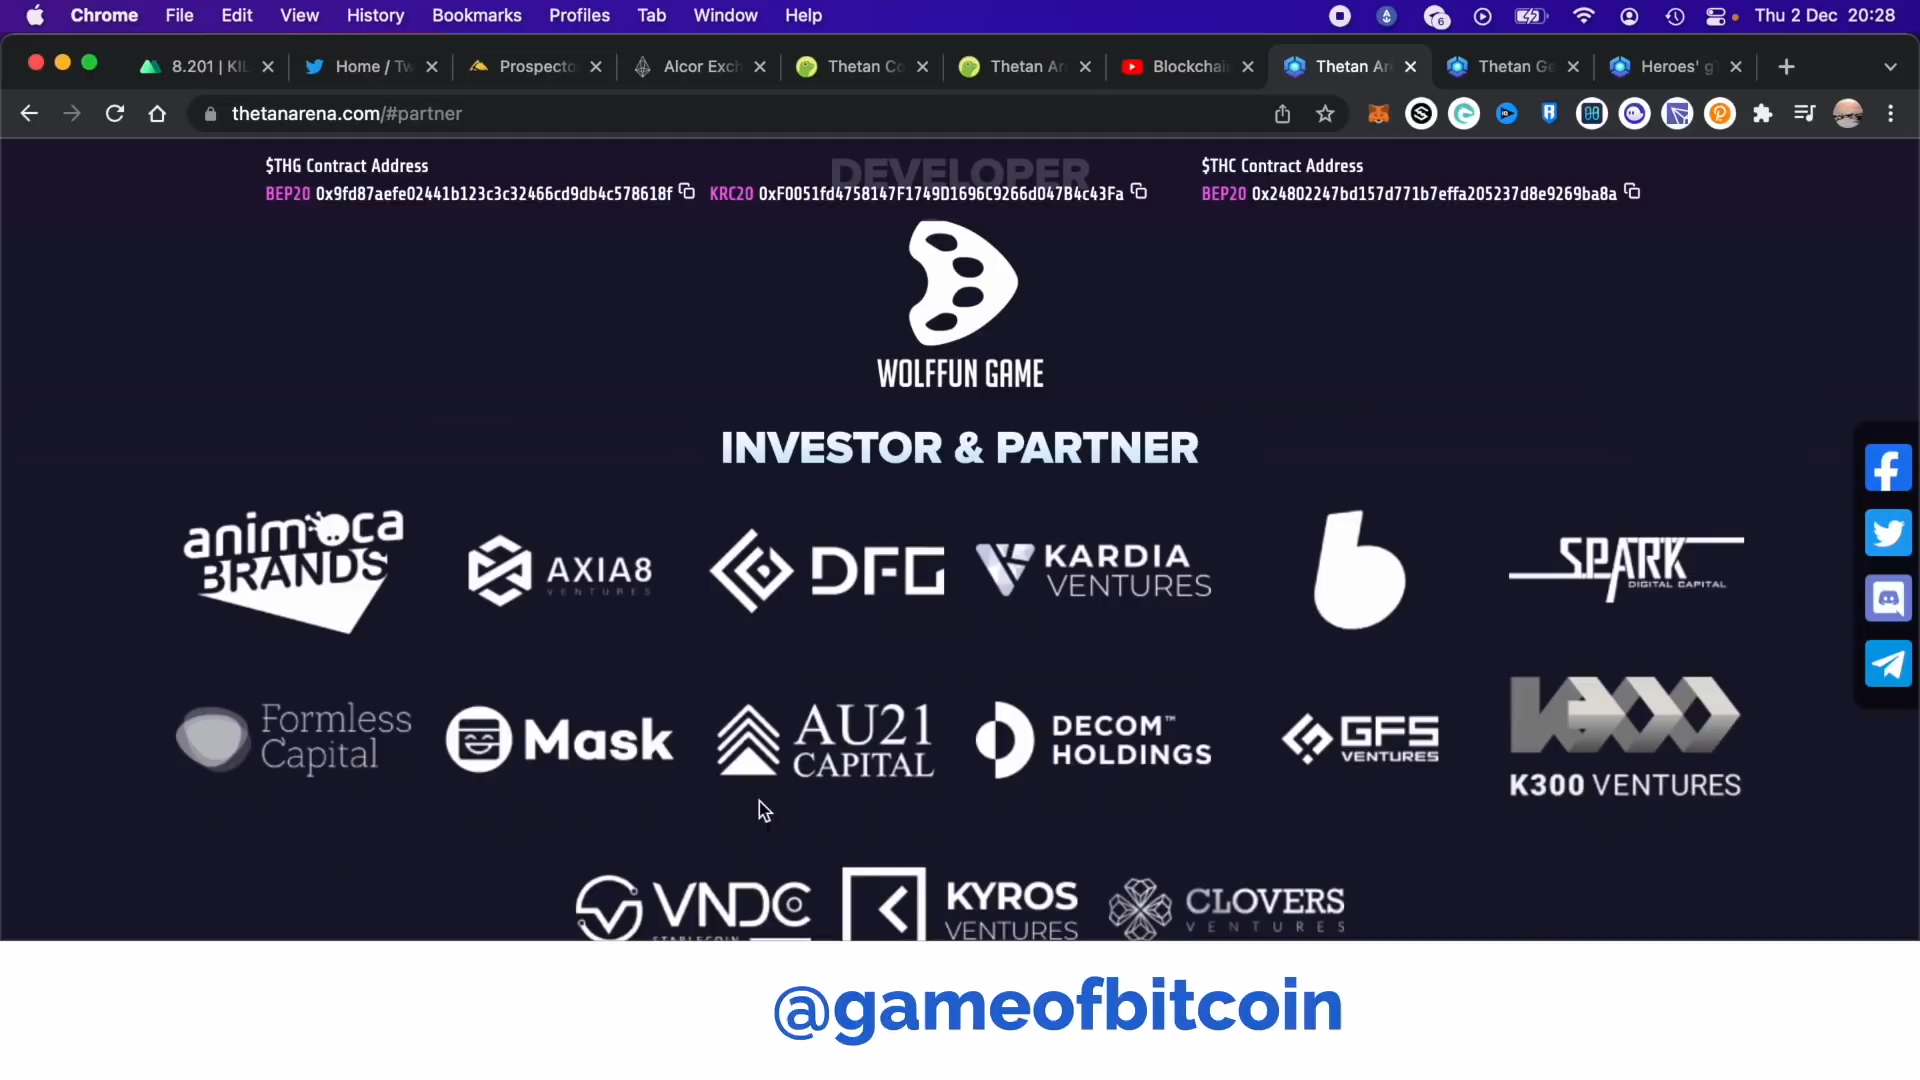 Chrome File Edit View History Bookmarks Profiles Tab Window Help 6 Thu 2 Dec 20:28
8.201 | KIL Home / Tw Prospecto Alcor Exch Thetan Co Thetan Ar Blockchai Thetan Ar Thetan Ge Heroes' g
thetanarena.com/#partner
DEVELOPER
$THG Contract Address
BEP20 0x9fd87aefe02441b123c3c32466cd9db4c578618f KRC20 0xF0051fd4758147F1749D1696C9266d047B4c43Fa
$THC Contract Address
BEP20 0x24802247bd157d771b7effa205237d8e9269ba8a
WOLFFUN GAME
INVESTOR & PARTNER
animoca
BRANDS
AXIA8
VENTURES
DFG
KARDIA
VENTURES
SPARK
DIGITAL CAPITAL
Formless
Capital
Mask
AU21
CAPITAL
DECOM™
HOLDINGS
GFS
VENTURES
K300
K300 VENTURES
VNDC
STABLECOIN
KYROS
VENTURES
CLOVERS
VENTURES
@gameofbitcoin